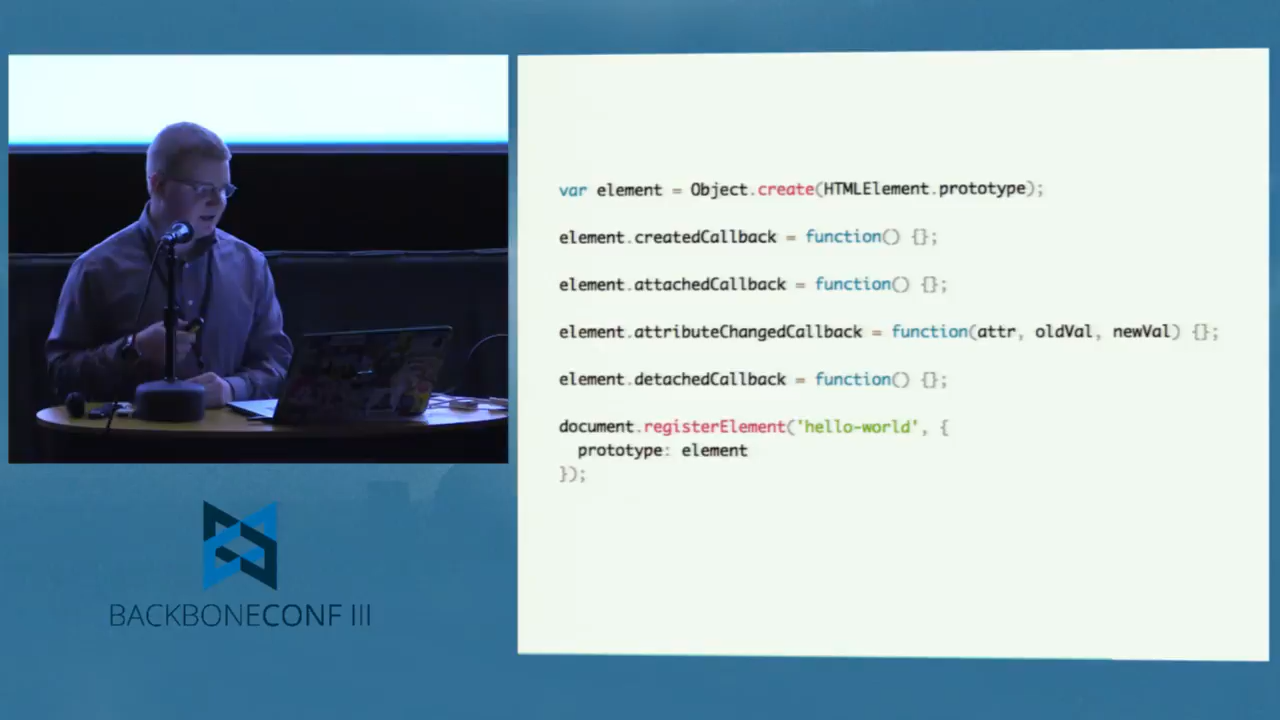 var element = Object.create(HTMLElement.prototype);
element.createdCallback = function() {};
element.attachedCallback = function() {};
element.attributeChangedCallback = function(attr, oldVal, newVal) {};
element.detachedCallback = function() {};
document.registerElement('hello-world', {
  prototype: element
});
BACKBONECONF III